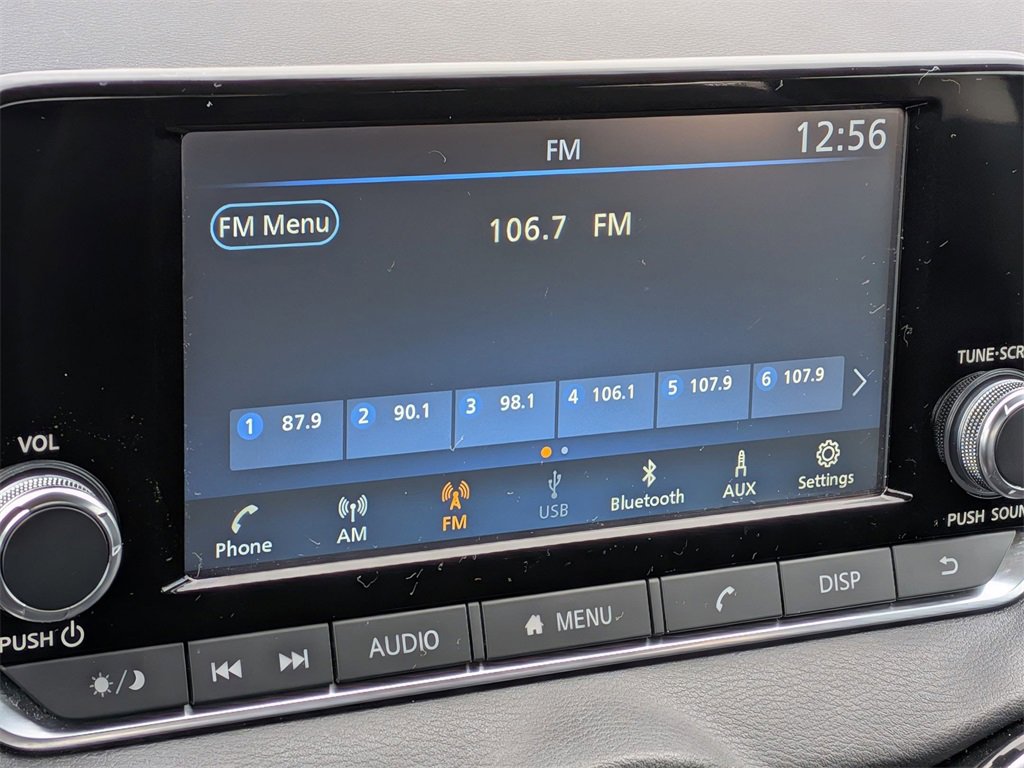 FM
12:56
FM Menu
106.7 FM
1 87.9
2 90.1
3 98.1
4 106.1
5 107.9
6 107.9
Phone
AM
FM
USB
Bluetooth
AUX
Settings
VOL
PUSH
TUNE·SCR
PUSH SOUN
AUDIO
MENU
DISP